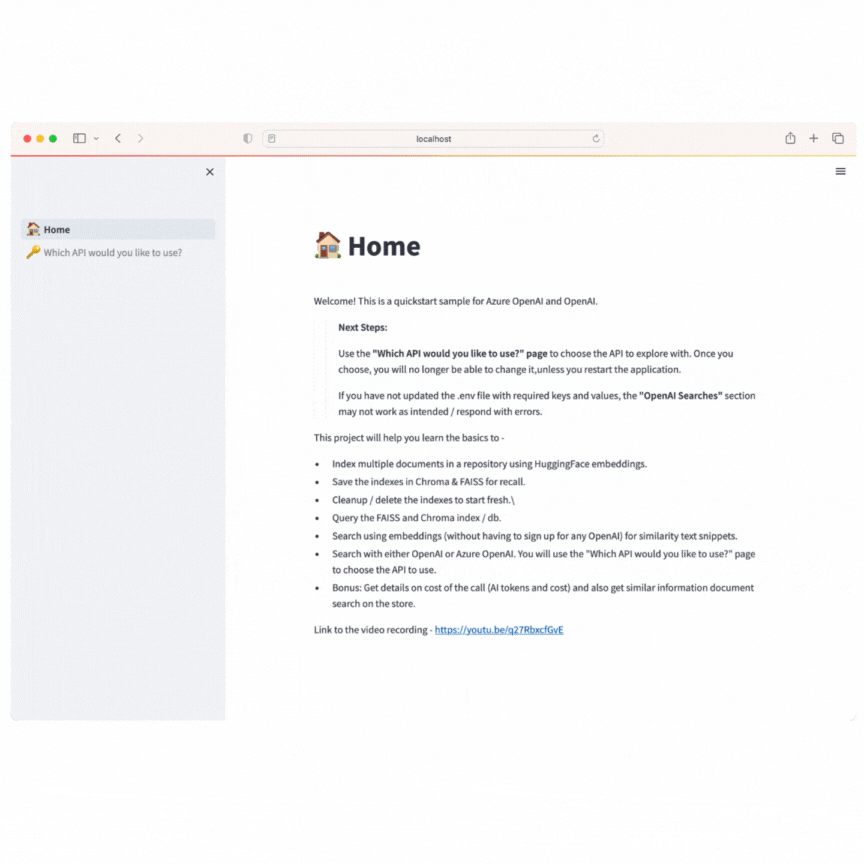 localhost
Home
Which API would you like to use?
Home
Welcome! This is a quickstart sample for Azure OpenAI and OpenAI.
Next Steps:
Use the "Which API would you like to use?" page to choose the API to explore with. Once you
choose, you will no longer be able to change it,unless you restart the application.
If you have not updated the .env file with required keys and values, the "OpenAI Searches" section
may not work as intended / respond with errors.
This project will help you learn the basics to -
• Index multiple documents in a repository using HuggingFace embeddings.
• Save the indexes in Chroma & FAISS for recall.
• Cleanup / delete the indexes to start fresh.\
• Query the FAISS and Chroma index / db.
• Search using embeddings (without having to sign up for any OpenAI) for similarity text snippets.
• Search with either OpenAI or Azure OpenAI. You will use the "Which API would you like to use?" page
to choose the API to use.
• Bonus: Get details on cost of the call (AI tokens and cost) and also get similar information document
search on the store.
Link to the video recording - https://youtu.be/q27RbxcfGvE